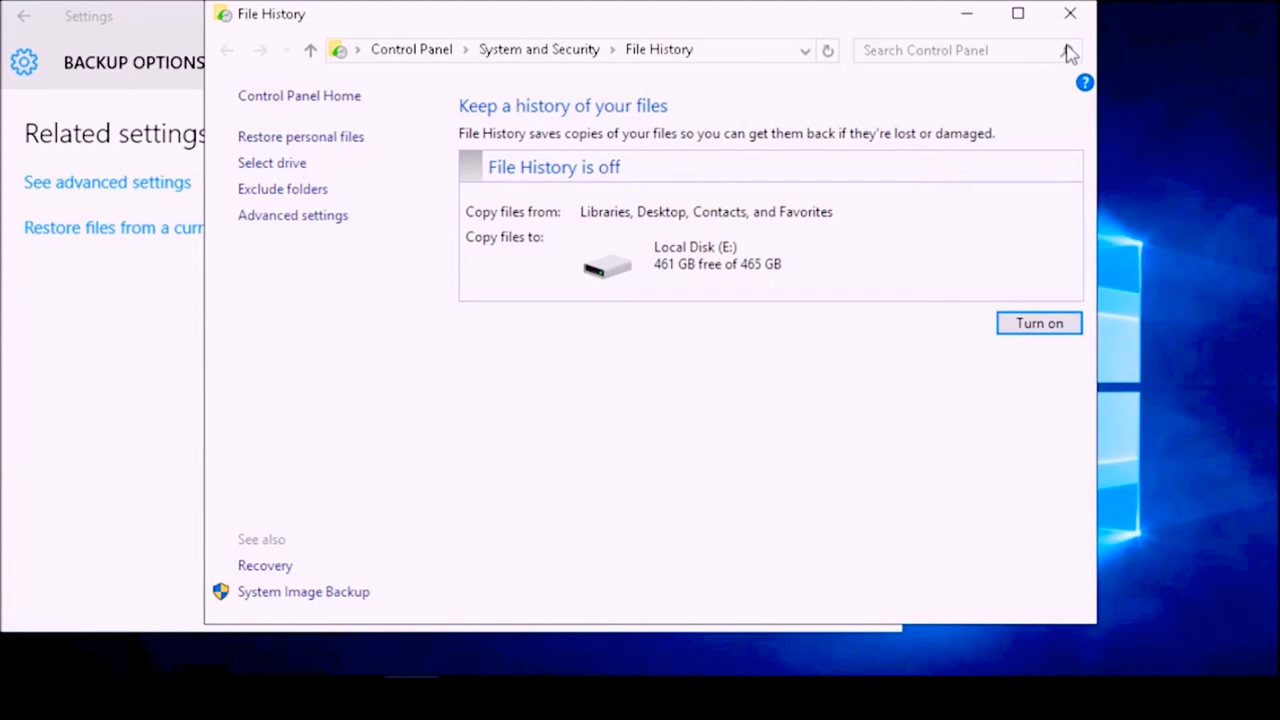 Settings
BACKUP OPTIONS
Related settings
See advanced settings
Restore files from a curr
File History
Control Panel > System and Security > File History
Search Control Panel
?
Control Panel Home
Restore personal files
Select drive
Exclude folders
Advanced settings
See also
Recovery
System Image Backup
Keep a history of your files
File History saves copies of your files so you can get them back if they're lost or damaged.
File History is off
Copy files from: Libraries, Desktop, Contacts, and Favorites
Copy files to:
Local Disk (E:)
461 GB free of 465 GB
Turn on